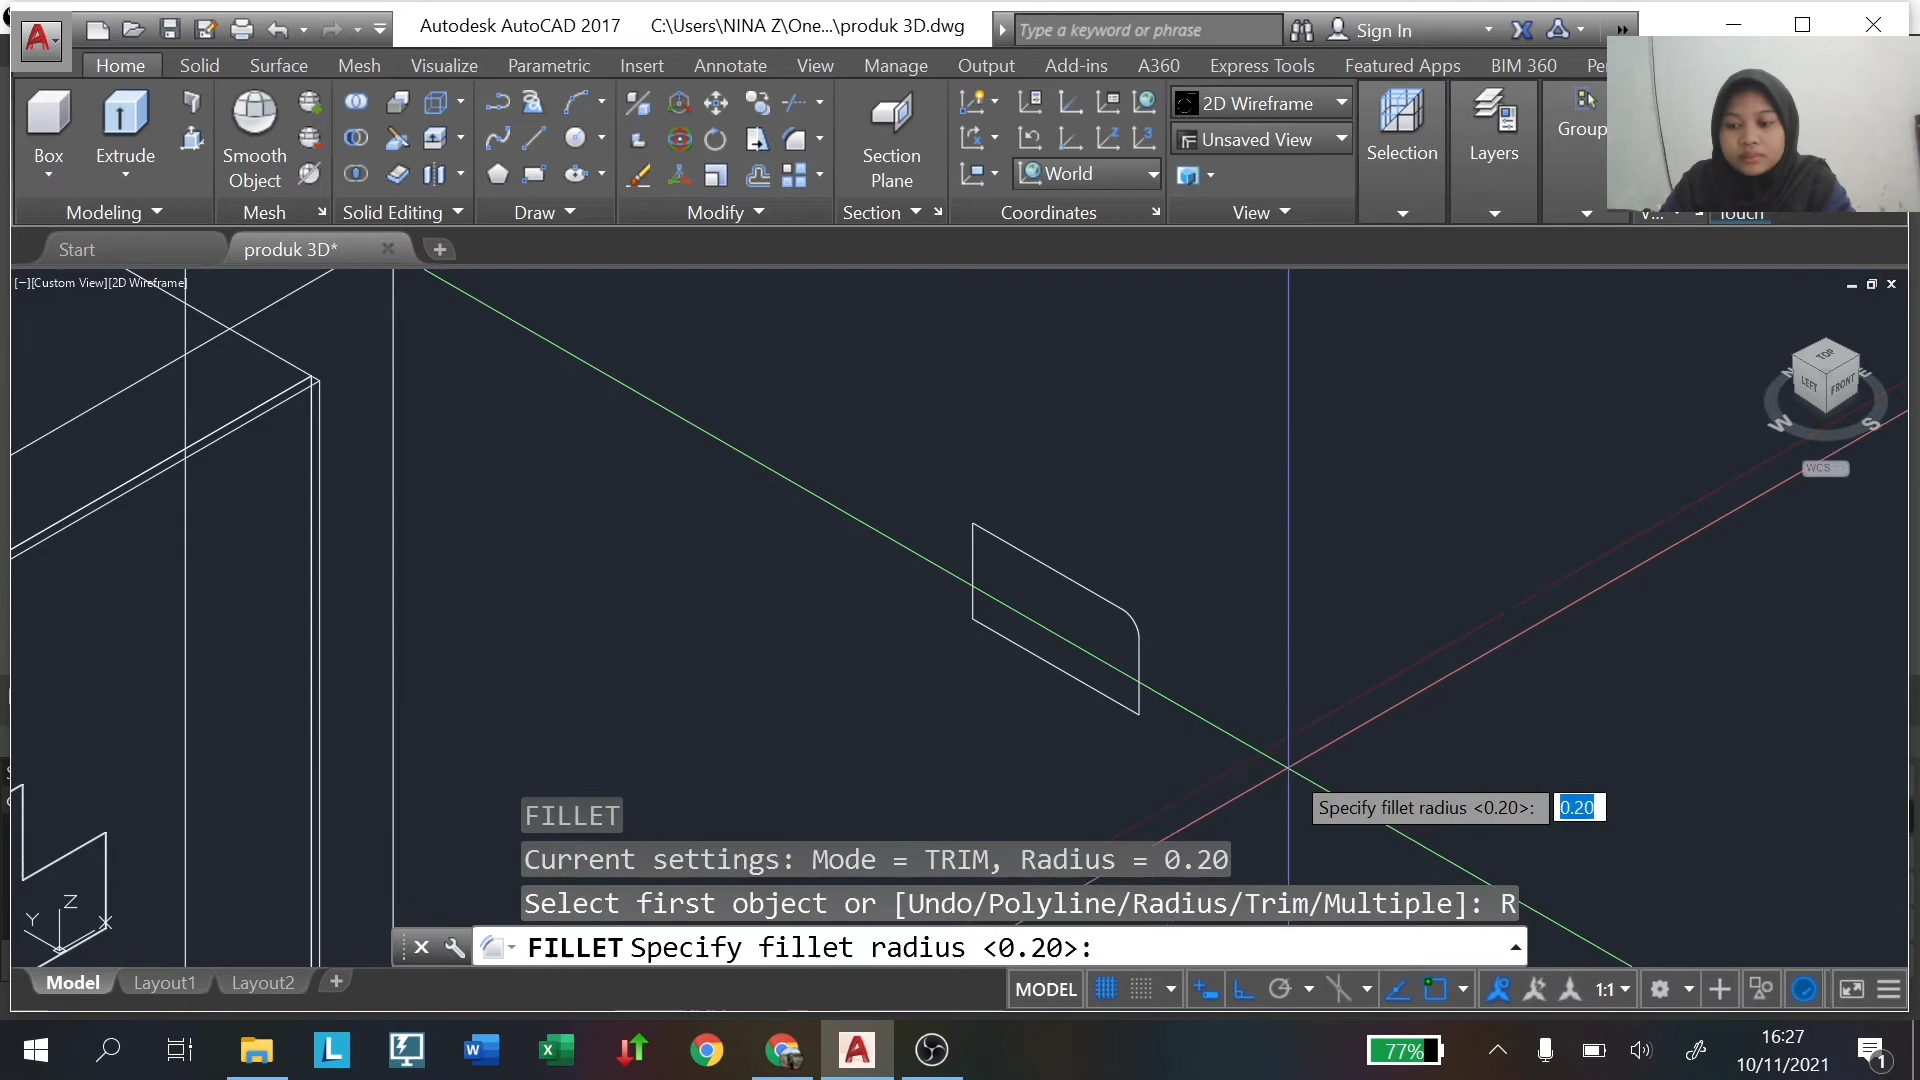 Autodesk AutoCAD 2017
C:\Users\NINA Z\One...\produk 3D.dwg
Type a keyword or phrase
Sign In
Home
Solid
Surface
Mesh
Visualize
Parametric
Insert
Annotate
View
Manage
Output
Add-ins
A360
Express Tools
Featured Apps
BIM 360
2D Wireframe
Unsaved View
World
Box
Extrude
Smooth
Object
Section
Plane
Selection
Layers
Group
Modeling
Mesh
Solid Editing
Draw
Modify
Section
Coordinates
View
Touch
Start
produk 3D*
[−][Custom View][2D Wireframe]
TOP
LEFT
FRONT
W
S
WCS
Specify fillet radius <0.20>:
0.20
FILLET
Current settings: Mode = TRIM, Radius = 0.20
Select first object or [Undo/Polyline/Radius/Trim/Multiple]: R
FILLET Specify fillet radius <0.20>:
Z
Y
X
Model
Layout1
Layout2
MODEL
1:1
77%
16:27
10/11/2021
1